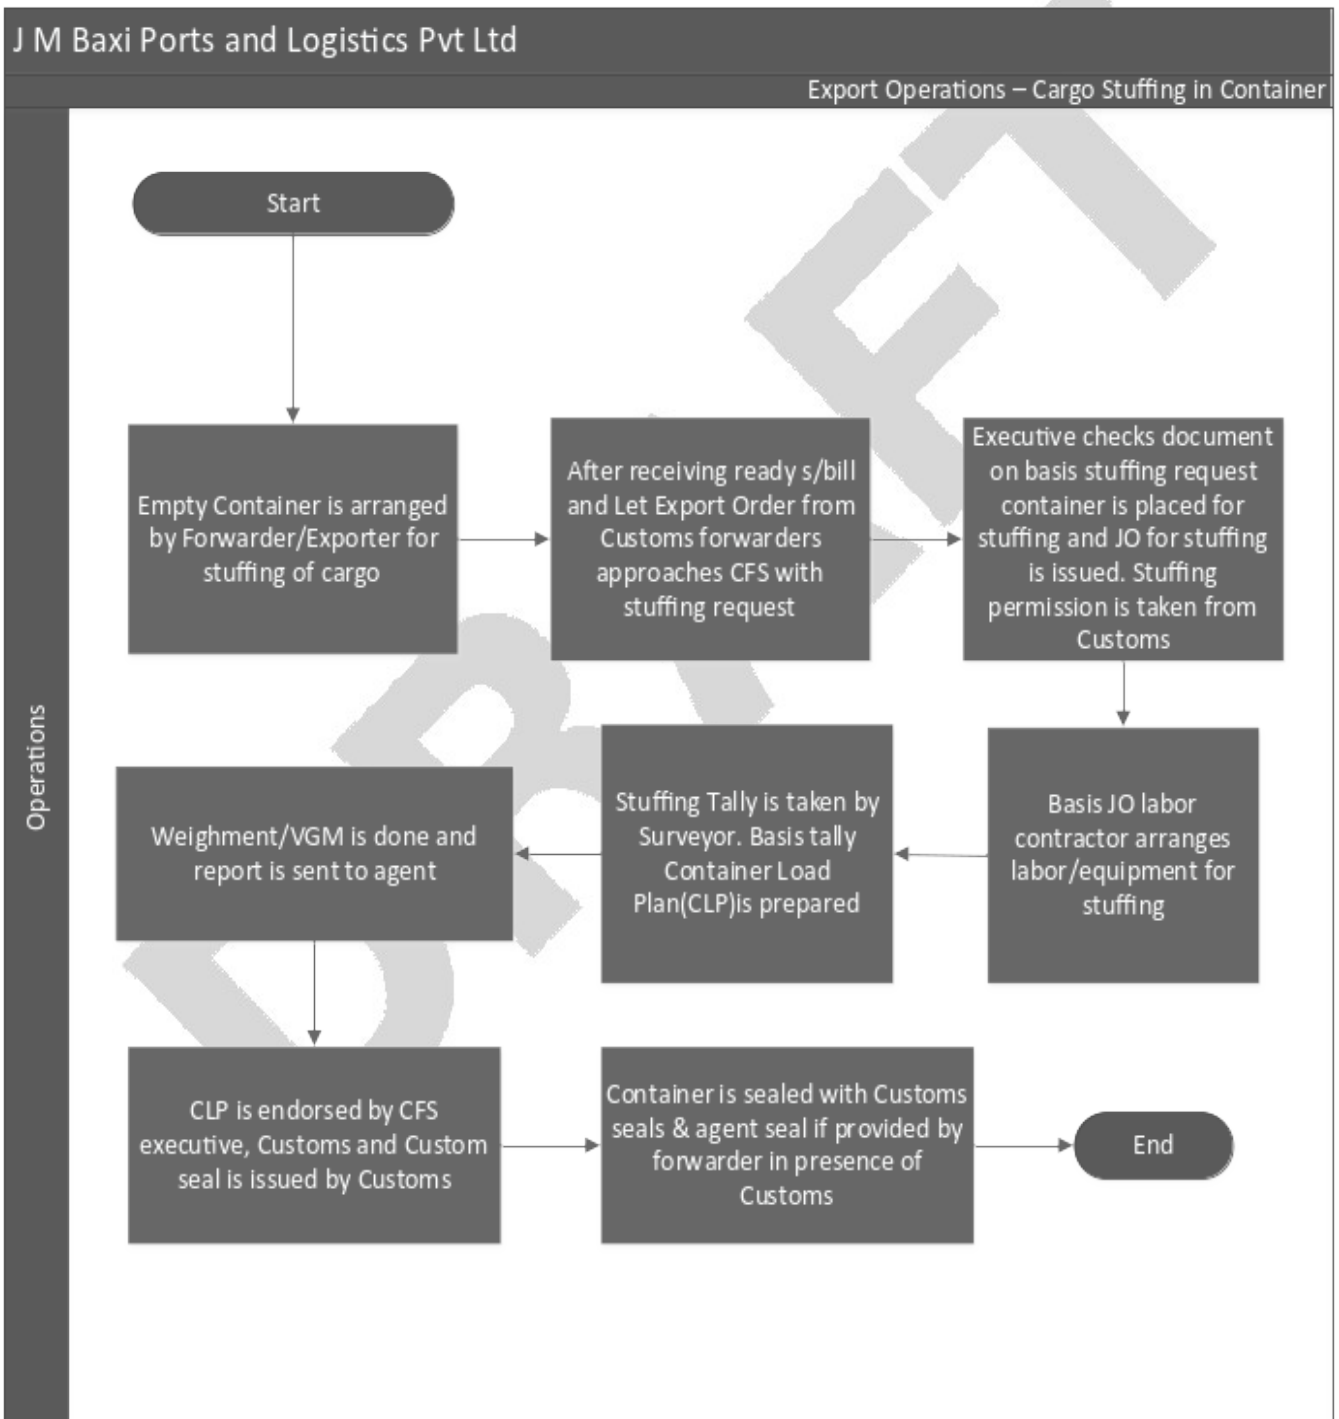 J M Baxi Ports and Logistics Pvt Ltd
Export Operations – Cargo Stuffing in Container
Operations
Start
Empty Container is arranged
by Forwarder/Exporter for
stuffing of cargo
After receiving ready s/bill
and Let Export Order from
Customs forwarders
approaches CFS with
stuffing request
Executive checks document
on basis stuffing request
container is placed for
stuffing and JO for stuffing
is issued. Stuffing
permission is taken from
Customs
Basis JO labor
contractor arranges
labor/equipment for
stuffing
Stuffing Tally is taken by
Surveyor. Basis tally
Container Load
Plan(CLP)is prepared
Weighment/VGM is done and
report is sent to agent
CLP is endorsed by CFS
executive, Customs and Custom
seal is issued by Customs
Container is sealed with Customs
seals & agent seal if provided by
forwarder in presence of
Customs
End
DRAFT